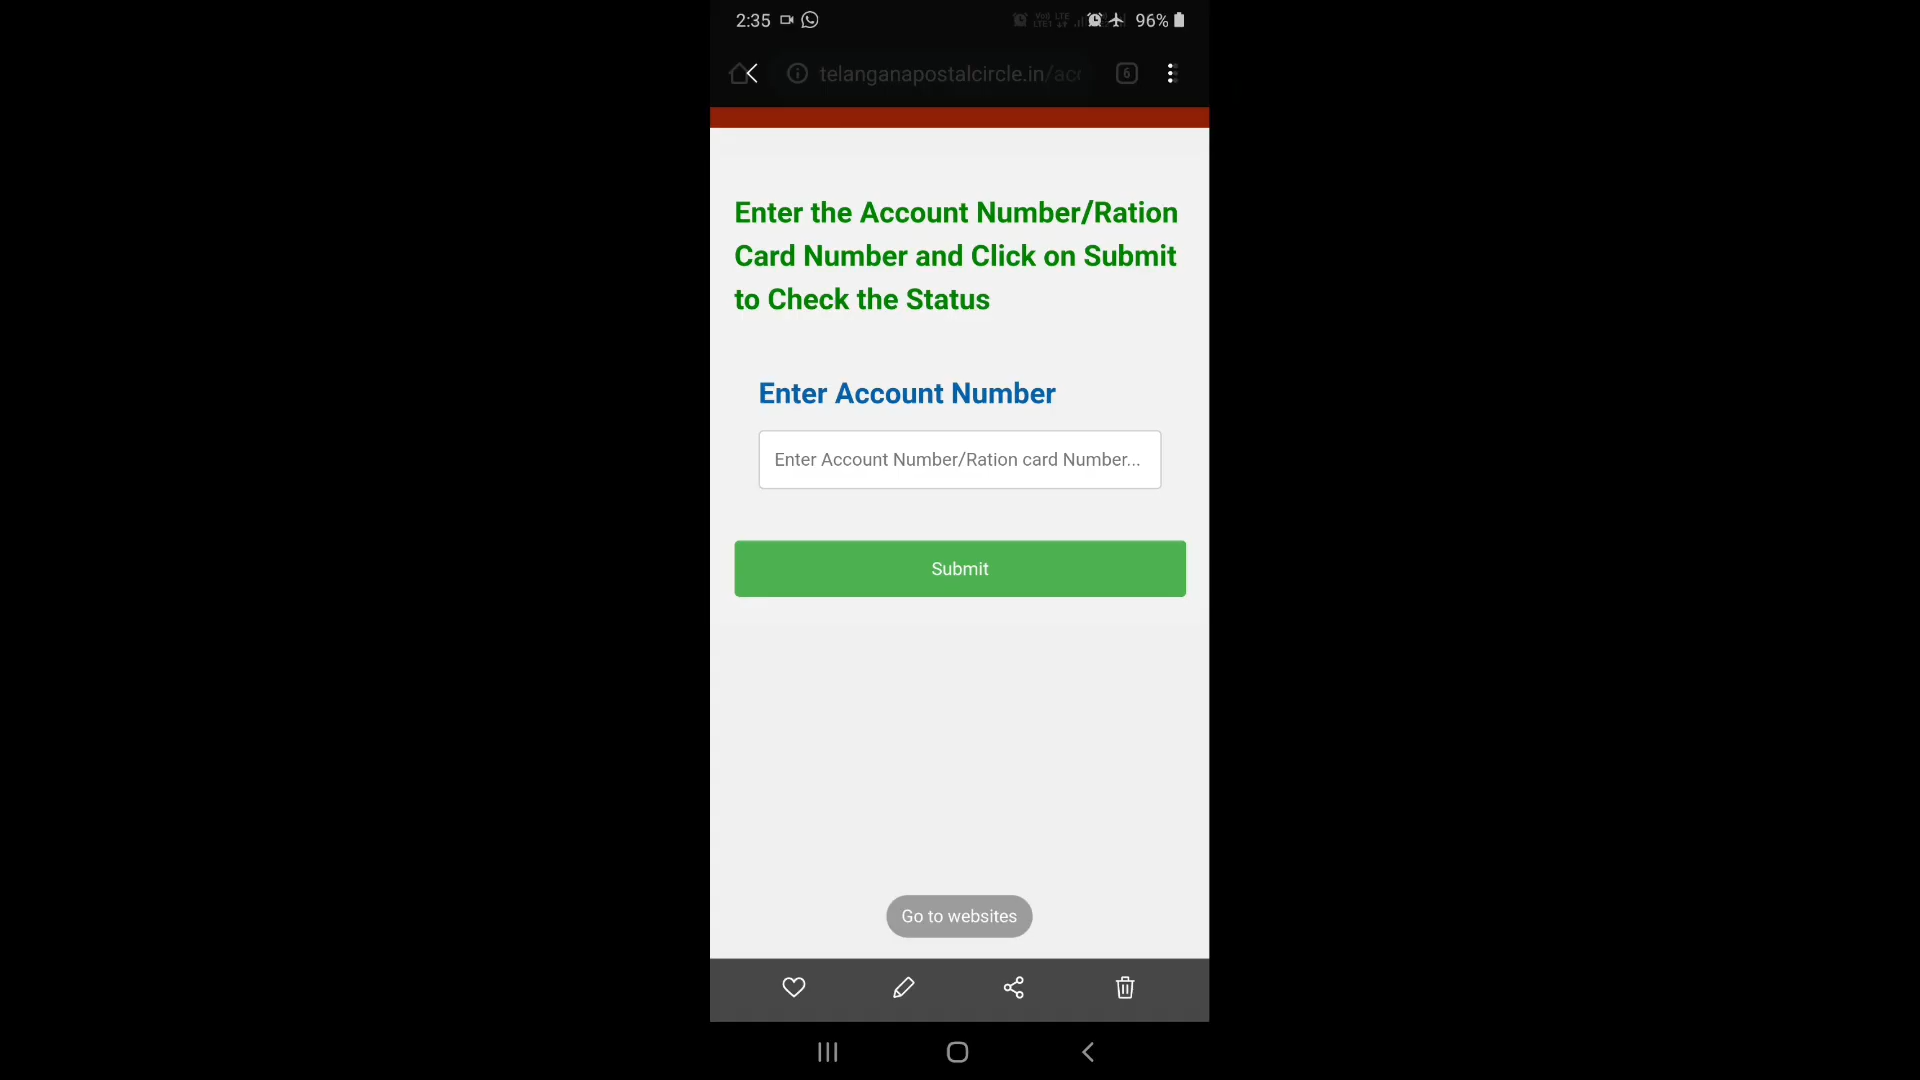 2:35
96%
telanganapostalcircle.in/acc
6
Enter the Account Number/Ration
Card Number and Click on Submit
to Check the Status
Enter Account Number
Enter Account Number/Ration card Number...
Submit
Go to websites